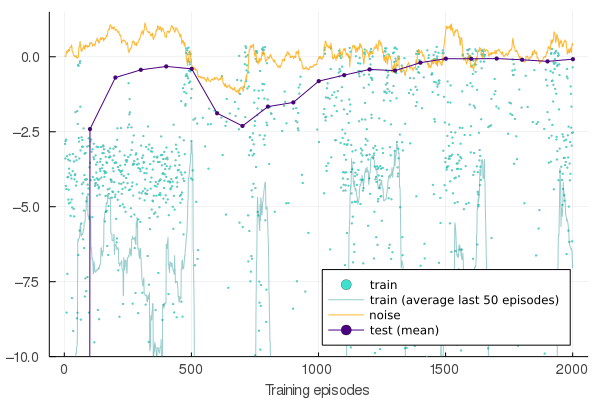 0.0
−2.5
−5.0
−7.5
−10.0
train
train (average last 50 episodes)
noise
test (mean)
0 500 1000 1500 2000
Training episodes